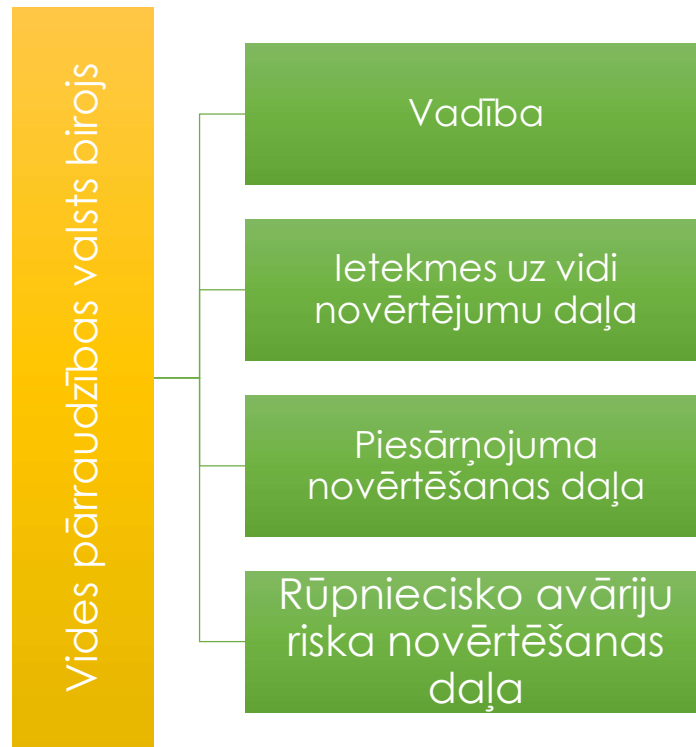 Vides pārraudzības valsts birojs
Vadība
Ietekmes uz vidi
novērtējumu daļa
Piesārņojuma
novērtēšanas daļa
Rūpniecisko avāriju
riska novērtēšanas
daļa